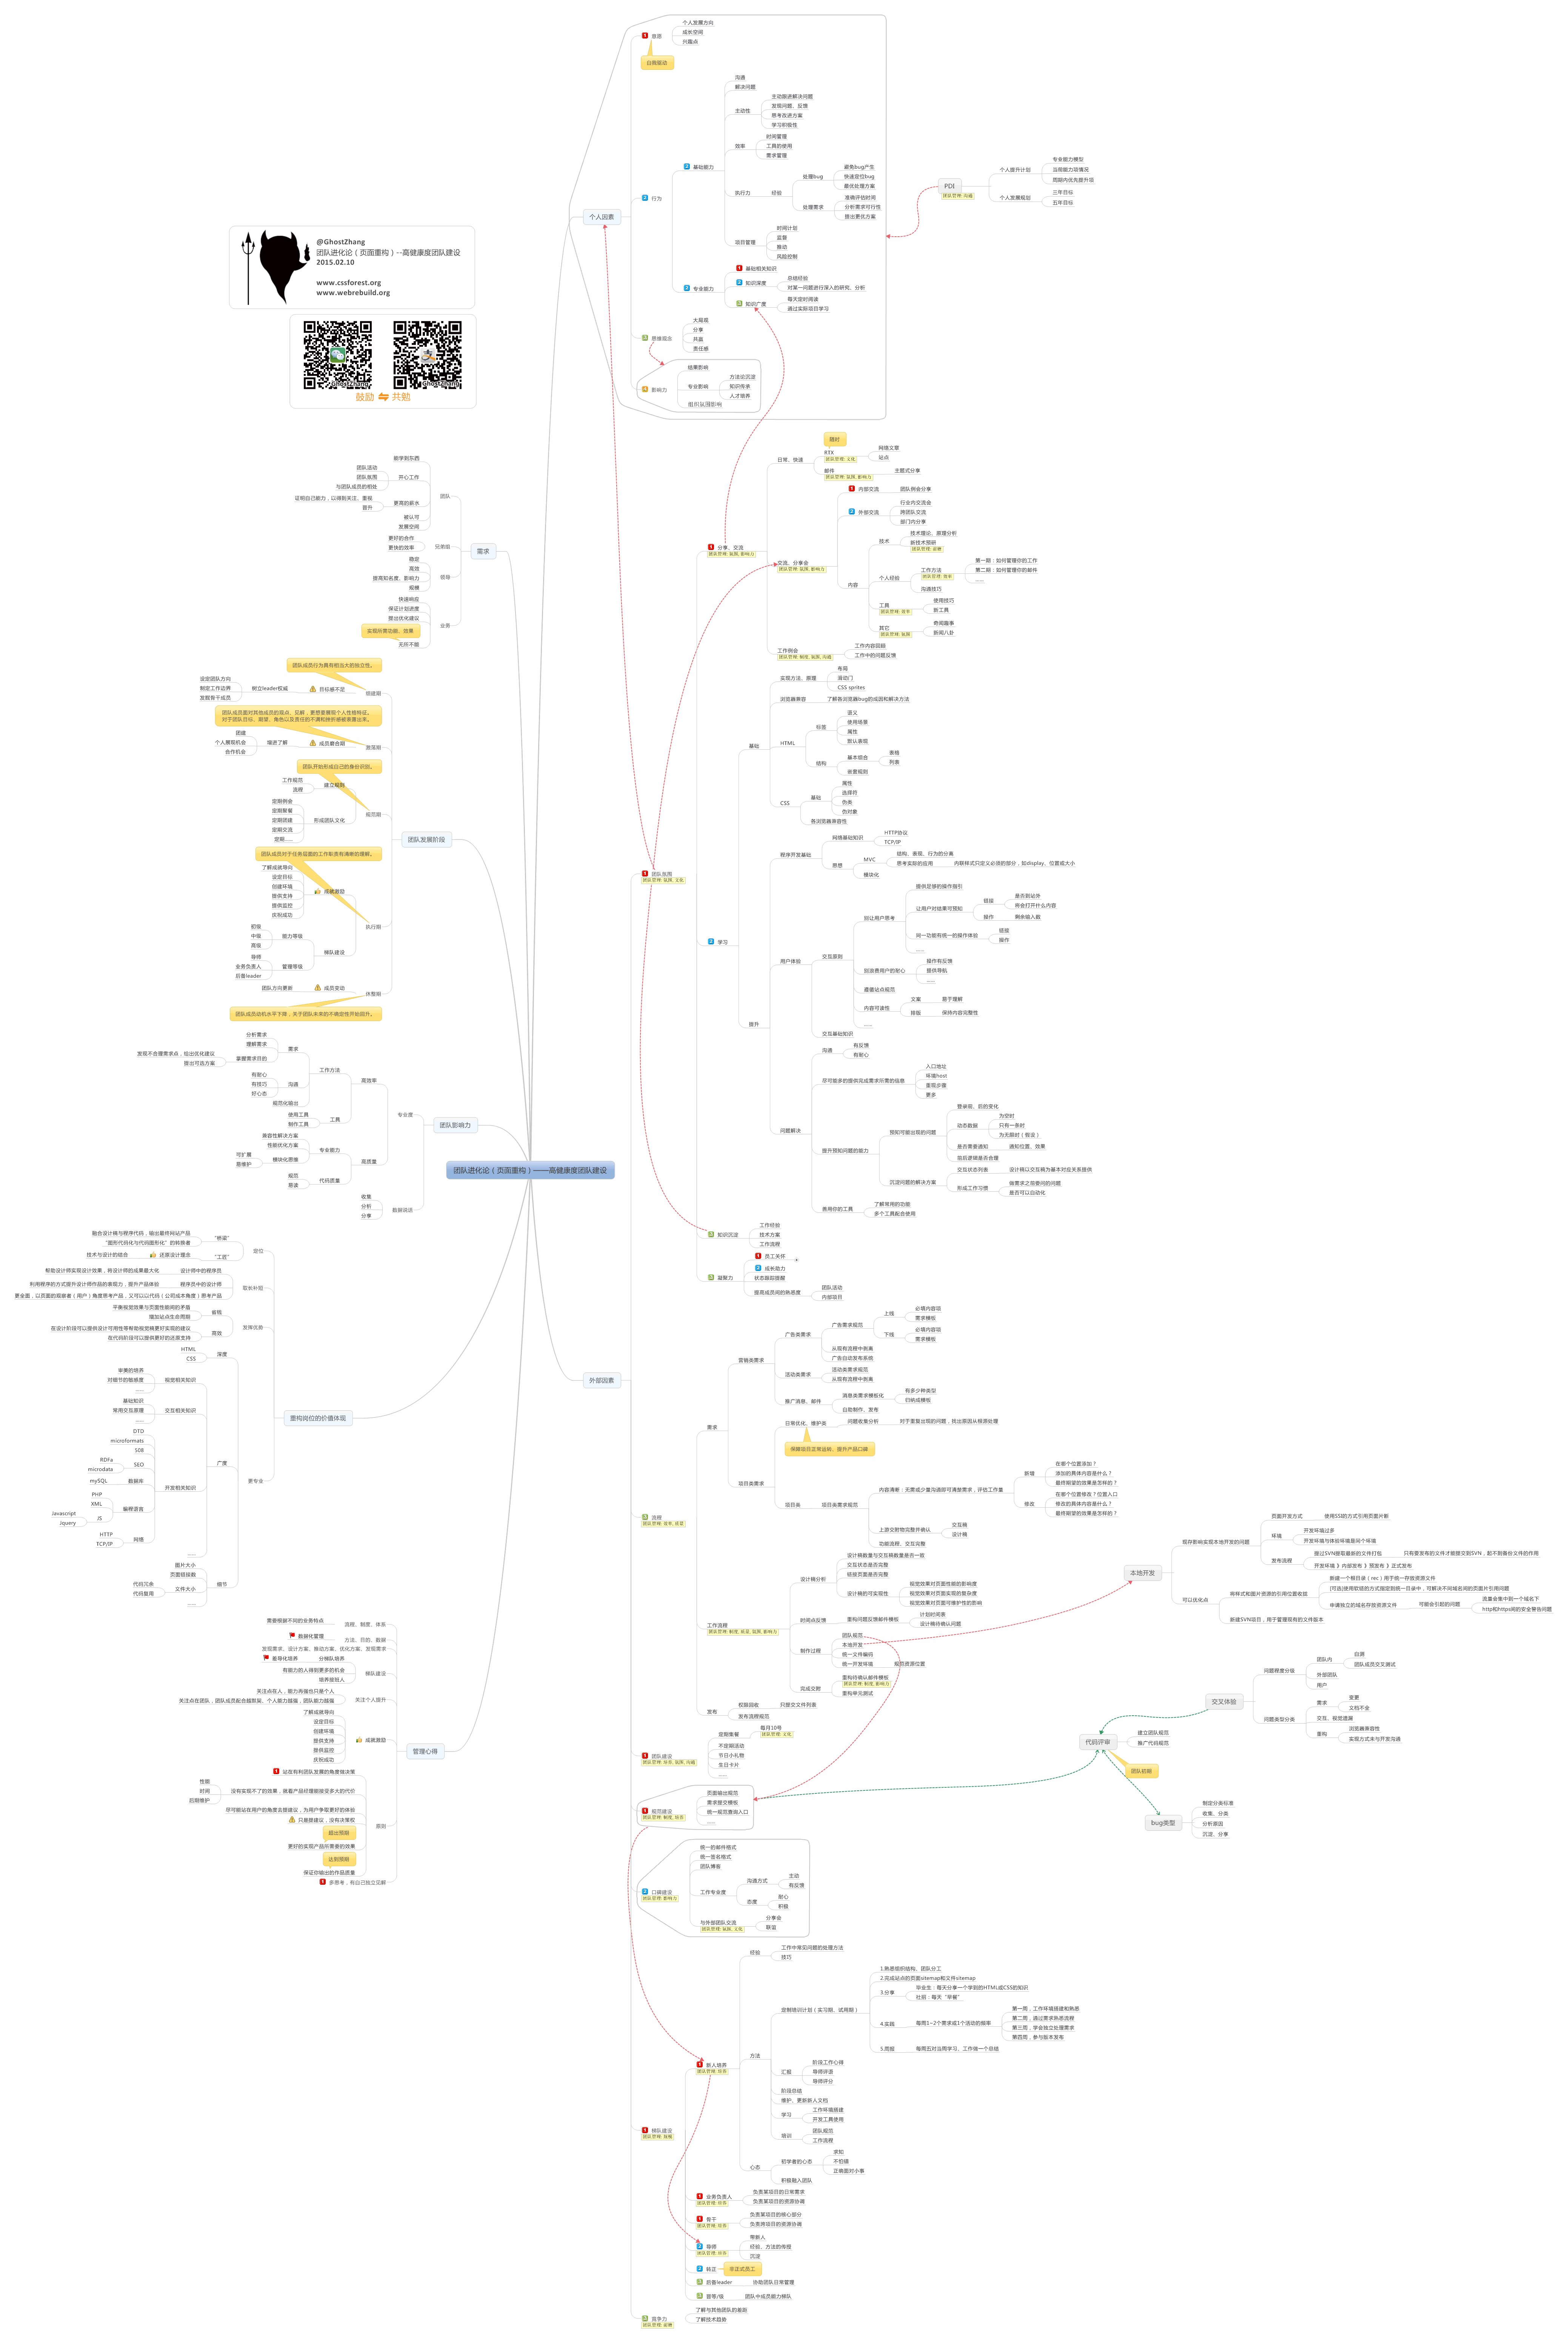 @GhostZhang
团队进化论（页面重构）--高健康度团队建设
2015.02.10
www.cssforest.org
www.webrebuild.org
GhostZhang
GhostZhang
鼓励 共勉
团队进化论（页面重构）——高健康度团队建设
个人因素
意愿
个人发展方向
成长空间
兴趣点
自我驱动
行为
基础能力
沟通
解决问题
主动性
主动跟进解决问题
发现问题、反馈
思考改进方案
学习积极性
效率
时间管理
工具的使用
需求管理
执行力
经验
处理bug
避免bug产生
快速定位bug
最优处理方案
处理需求
准确评估时间
分析需求可行性
提出更优方案
项目管理
时间计划
监督
推动
风险控制
专业能力
基础相关知识
知识深度
总结经验
对某一问题进行深入的研究、分析
知识广度
每天定时阅读
通过实际项目学习
思维观念
大局观
分享
共赢
责任感
影响力
结果影响
专业影响
方法论沉淀
知识传承
人才培养
组织氛围影响
PDI
团队管理: 沟通
个人提升计划
专业能力模型
当前能力项情况
周期内优先提升项
个人发展规划
三年目标
五年目标
需求
团队
能学到东西
开心工作
团队活动
团队氛围
与团队成员的相处
更高的薪水
证明自己能力，以得到关注、重视
晋升
被认可
发展空间
兄弟组
更好的合作
更快的效率
领导
稳定
高效
提高知名度、影响力
规模
业务
快速响应
保证计划进度
提出优化建议
实现所需功能、效果
无所不能
团队发展阶段
组建期
团队成员行为具有相当大的独立性。
目标感不足
树立leader权威
设定团队方向
制定工作边界
发掘骨干成员
激荡期
团队成员面对其他成员的观点、见解，更想要展现个人性格特征。
对于团队目标、期望、角色以及责任的不满和挫折感被表露出来。
成员磨合期
增进了解
团建
个人展现机会
合作机会
规范期
团队开始形成自己的身份识别。
建立规则
工作规范
流程
形成团队文化
定期例会
定期聚餐
定期团建
定期交流
定期……
执行期
团队成员对于任务层面的工作职责有清晰的理解。
成就激励
了解成就导向
设定目标
创建环境
提供支持
提供监控
庆祝成功
梯队建设
能力等级
初级
中级
高级
管理等级
导师
业务负责人
后备leader
休整期
成员变动
团队方向更新
团队成员动机水平下降，关于团队未来的不确定性开始回升。
团队影响力
专业度
高效率
工作方法
需求
分析需求
理解需求
掌握需求目的
发现不合理需求点，给出优化建议
提出可选方案
沟通
有耐心
有技巧
好心态
规范化输出
工具
使用工具
制作工具
高质量
专业能力
兼容性解决方案
性能优化方案
模块化思维
可扩展
易维护
代码质量
规范
易读
数据说话
收集
分析
分享
重构岗位的价值体现
定位
“桥梁”
融合设计稿与程序代码，输出最终网站产品
“图形代码化与代码图形化”的转换者
“工匠”
还原设计理念
技术与设计的结合
取长补短
设计师中的程序员
帮助设计师实现设计效果，将设计师的成果最大化
程序员中的设计师
利用程序的方式提升设计师作品的表现力，提升产品体验
更全面，以页面的观察者（用户）角度思考产品，又可以以代码（公司成本角度）思考产品
发挥优势
省钱
平衡视觉效果与页面性能间的矛盾
增加站点生命周期
高效
在设计阶段可以提供设计可用性等帮助视觉稿更好实现的建议
在代码阶段可以提供更好的还原支持
更专业
深度
HTML
CSS
广度
视觉相关知识
审美的培养
对细节的敏感度
……
交互相关知识
基础知识
常用交互原理
……
开发相关知识
DTD
microformats
508
SEO
RDFa
microdata
数据库
mySQL
编程语言
PHP
XML
JS
Javascript
Jquery
网络
HTTP
TCP/IP
……
细节
图片大小
页面链接数
文件大小
代码冗余
代码复用
……
管理心得
流程、制度、体系
需要根据不同的业务特点
方法、目的、数据
数据化管理
发现需求、设计方案、推动方案、优化方案、发现需求
梯队建设
分梯队培养
差异化培养
有能力的人得到更多的机会
培养接班人
关注个人提升
关注点在人，能力再强也只是个人
关注点在团队，团队成员配合越默契、个人能力越强，团队能力越强
成就激励
了解成就导向
设定目标
创建环境
提供支持
提供监控
庆祝成功
原则
站在有利团队发展的角度做决策
没有实现不了的效果，就看产品经理能接受多大的代价
性能
时间
后期维护
尽可能站在用户的角度去提建议，为用户争取更好的体验
只是提建议，没有决策权
超出预期
更好的实现产品所需要的效果
达到预期
保证你输出的作品质量
多思考，有自己独立见解
外部因素
团队氛围
团队管理: 氛围, 文化
分享、交流
团队管理: 氛围, 影响力
日常、快速
随时
RTX
团队管理: 文化
网络文章
站点
邮件
团队管理: 氛围, 影响力
主题式分享
交流、分享会
团队管理: 氛围, 影响力
内部交流
团队例会分享
外部交流
行业内交流会
跨团队交流
部门内分享
内容
技术
技术理论、原理分析
新技术预研
团队管理: 前瞻
个人经验
工作方法
团队管理: 效率
第一期：如何管理你的工作
第二期：如何管理你的邮件
……
沟通技巧
工具
团队管理: 效率
使用技巧
新工具
其它
团队管理: 氛围
奇闻趣事
新闻八卦
工作例会
团队管理: 制度, 氛围, 沟通
工作内容回顾
工作中的问题反馈
学习
基础
实现方法、原理
布局
滑动门
CSS sprites
浏览器兼容
了解各浏览器bug的成因和解决方法
HTML
标签
语义
使用场景
属性
默认表现
结构
基本组合
表格
列表
嵌套规则
CSS
基础
属性
选择符
伪类
伪对象
各浏览器兼容性
提升
程序开发基础
网络基础知识
HTTP协议
TCP/IP
思想
MVC
结构、表现、行为的分离
思考实际的应用
内联样式只定义必须的部分，如display、位置或大小
模块化
用户体验
交互原则
别让用户思考
提供足够的操作指引
让用户对结果可预知
链接
是否到站外
将会打开什么内容
操作
剩余输入数
同一功能有统一的操作体验
链接
操作
……
别浪费用户的耐心
操作有反馈
提供导航
……
遵循站点规范
内容可读性
文案
易于理解
排版
保持内容完整性
……
交互基础知识
问题解决
沟通
有反馈
有耐心
尽可能多的提供完成需求所需的信息
入口地址
环境host
重现步骤
更多
提升预知问题的能力
预知可能出现的问题
登录前、后的变化
动态数据
为空时
只有一条时
为无限时（假设）
是否需要通知
通知位置、效果
前后逻辑是否合理
沉淀问题的解决方案
交互状态列表
设计稿以交互稿为基本对应关系提供
形成工作习惯
做需求之前要问的问题
是否可以自动化
善用你的工具
了解常用的功能
多个工具配合使用
知识沉淀
工作经验
技术方案
工作流程
凝聚力
员工关怀
成长助力
状态跟踪提醒
提高成员间的熟悉度
团队活动
内部项目
流程
团队管理: 效率, 质量
需求
营销类需求
广告类需求
广告需求规范
上线
必填内容项
需求模板
下线
必填内容项
需求模板
从现有流程中剥离
广告自动发布系统
活动类需求
活动类需求规范
从现有流程中剥离
推广消息、邮件
消息类需求模板化
有多少种类型
归纳成模板
自助制作、发布
项目类需求
日常优化、维护类
问题收集分析
对于重复出现的问题，找出原因从根源处理
保障项目正常运转，提升产品口碑
项目类
项目类需求规范
内容清晰：无需或少量沟通即可清楚需求，评估工作量
新增
在哪个位置添加？
添加的具体内容是什么？
最终期望的效果是怎样的？
修改
在哪个位置修改？位置入口
修改的具体内容是什么？
最终期望的效果是怎样的？
上游交附物完整并确认
交互稿
设计稿
功能流程、交互完整
工作流程
团队管理: 制度, 质量, 氛围, 影响力
设计稿分析
设计稿数量与交互稿数量是否一致
交互状态是否完整
链接页面是否完整
设计稿的可实现性
视觉效果对页面性能的影响度
视觉效果对页面实现的复杂度
视觉效果对页面可维护性的影响
时间点反馈
重构问题反馈邮件模板
计划时间表
设计稿待确认问题
制作过程
团队规范
本地开发
统一文件编码
统一开发环境
规范资源位置
完成交附
重构待确认邮件模板
团队管理: 制度, 影响力
重构单元测试
发布
权限回收
只提交文件列表
发布流程规范
团队建设
团队管理: 培养, 氛围, 沟通
定期集餐
每月10号
团队管理: 文化
不定期活动
节日小礼物
生日卡片
……
规范建设
团队管理: 制度, 质量
页面输出规范
需求提交模板
统一规范查询入口
……
口碑建设
团队管理: 影响力
统一的邮件格式
统一签名格式
团队博客
工作专业度
沟通方式
主动
有反馈
态度
耐心
积极
与外部团队交流
团队管理: 氛围, 文化
分享会
联谊
梯队建设
团队管理: 规模
新人培养
团队管理: 培养
经验
工作中常见问题的处理方法
技巧
方法
定制培训计划（实习期、试用期）
1.熟悉组织结构、团队分工
2.完成站点的页面sitemap和文件sitemap
3.分享
毕业生：每天分享一个学到的HTML或CSS的知识
社招：每天“早餐”
4.实践
每周1~2个需求或1个活动的频率
第一周，工作环境搭建和熟悉
第二周，通过需求熟悉流程
第三周，学会独立处理需求
第四周，参与版本发布
5.周报
每周五对当周学习、工作做一个总结
汇报
阶段工作心得
导师评语
导师评分
阶段总结
维护、更新新人文档
学习
工作环境搭建
开发工具使用
培训
团队规范
工作流程
心态
初学者的心态
求知
不怕错
正确面对小事
积极融入团队
业务负责人
团队管理: 培养
负责某项目的日常需求
负责某项目的资源协调
骨干
团队管理: 培养
负责某项目的核心部分
负责跨项目的资源协调
导师
团队管理: 培养
带新人
经验、方法的传授
沉淀
转正
非正式员工
后备leader
协助团队日常管理
晋等/级
团队中成员能力梯队
竞争力
团队管理: 前瞻
了解与其他团队的差距
了解技术趋势
本地开发
现存影响实现本地开发的问题
页面开发方式
使用SSI的方式引用页面片断
环境
开发环境过多
开发环境与体验环境是同个环境
发布流程
提过SVN提取最新的文件打包
只有要发布的文件才能提交到SVN，起不到备份文件的作用
开发环境 》内部发布 》预发布 》正式发布
可以优化点
将样式和图片资源的引用位置收拢
新建一个根目录（rec）用于统一存放资源文件
[可选]使用软链的方式指定到统一目录中，可解决不同域名间的页面片引用问题
申请独立的域名存放资源文件
可能会引起的问题
流量会集中到一个域名下
http和https间的安全警告问题
新建SVN项目，用于管理现有的文件版本
交叉体验
问题程度分级
团队内
自测
团队成员交叉测试
外部团队
用户
问题类型分类
需求
变更
文档不全
交互、视觉遗漏
重构
浏览器兼容性
实现方式未与开发沟通
代码评审
建立团队规范
推广代码规范
团队初期
bug类型
制定分类标准
收集、分类
分析原因
沉淀、分享